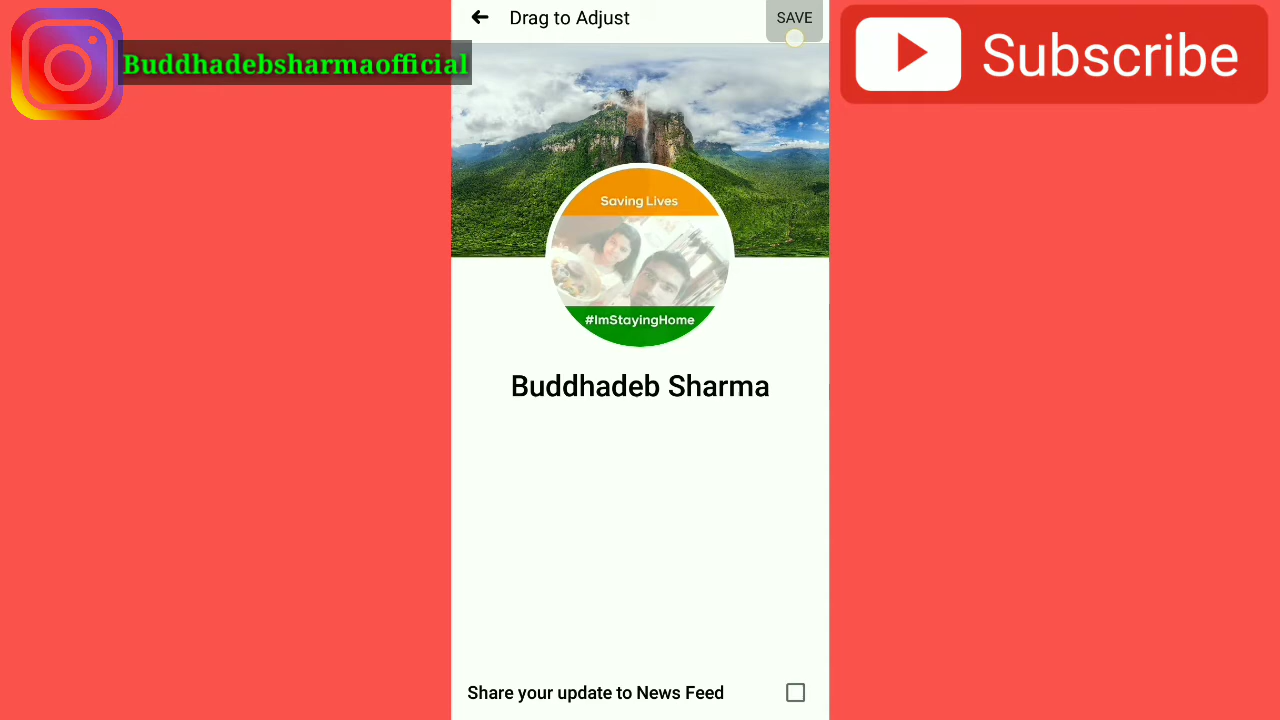 Drag to Adjust
SAVE
Buddhadebsharmaofficial
Subscribe
Saving Lives
#ImStayingHome
Buddhadeb Sharma
Share your update to News Feed